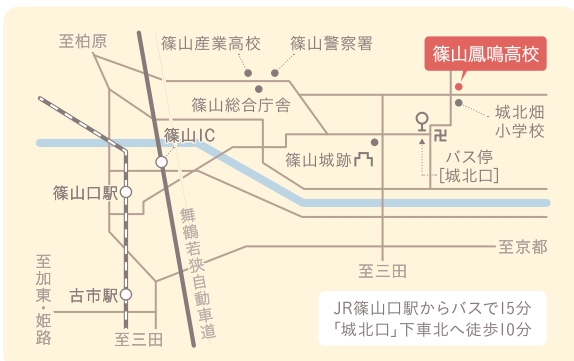 至柏原
篠山産業高校
篠山警察署
篠山鳳鳴高校
篠山総合庁舎
城北畑
小学校
篠山IC
バス停
[城北口]
篠山城跡
篠山口駅
舞鶴若狭自動車道
至京都
至加東・姫路
至三田
古市駅
至三田
JR篠山口駅からバスで15分
「城北口」下車北へ徒歩10分